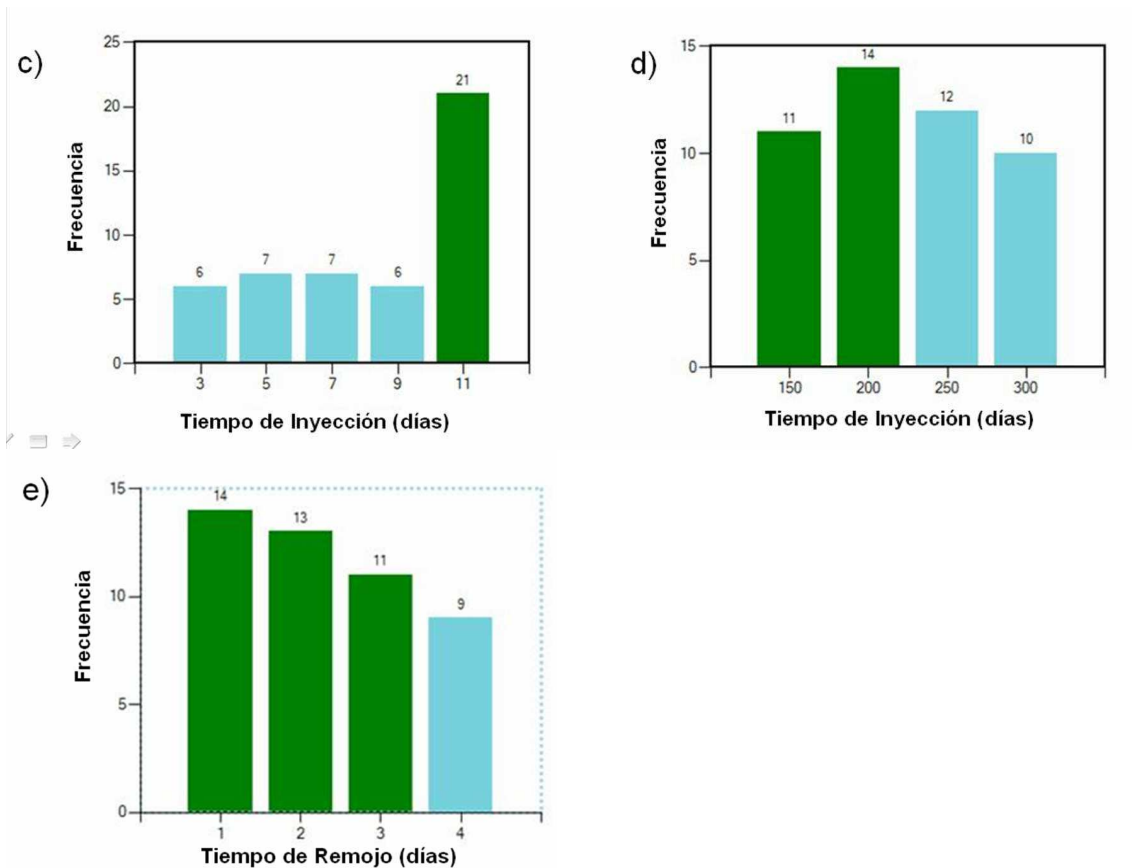 c)
Frecuencia
25
20
15
10
5
0
6
7
7
6
21
3 5 7 9 11
Tiempo de Inyección (días)
d)
Frecuencia
15
10
5
0
11
14
12
10
150 200 250 300
Tiempo de Inyección (días)
e)
Frecuencia
15
10
5
0
14
13
11
9
1 2 3 4
Tiempo de Remojo (días)